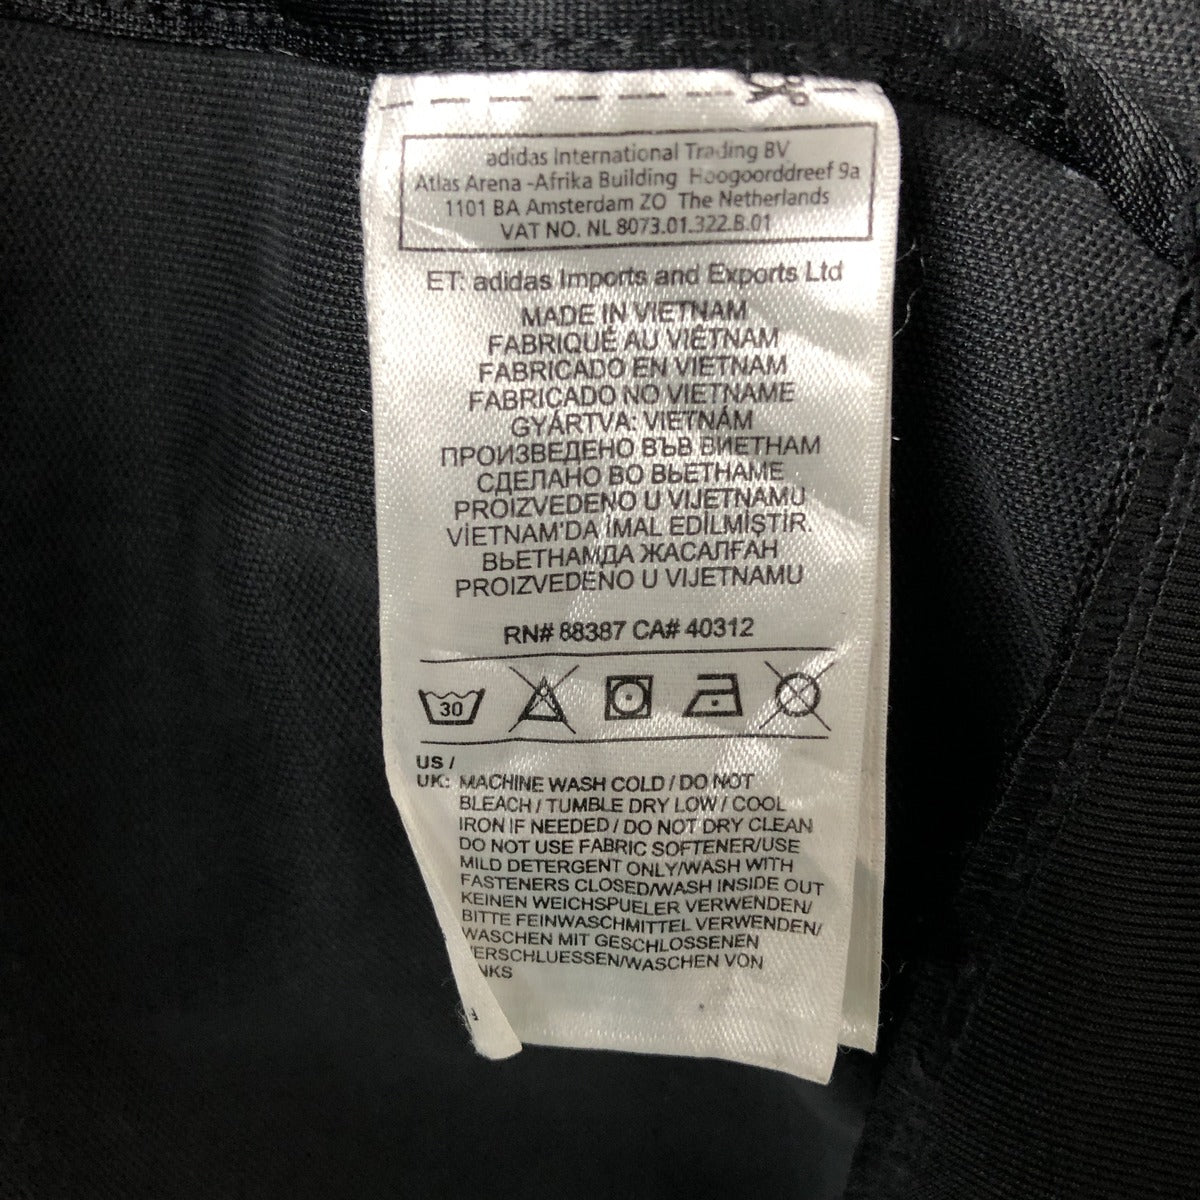 adidas International Trading BV
Atlas Arena -Afrika Building Hoogoorddreef 9a
1101 BA Amsterdam ZO The Netherlands
VAT NO. NL 8073.01.322.B.01
ET: adidas Imports and Exports Ltd
MADE IN VIETNAM
FABRIQUÉ AU VIÊTNAM
FABRICADO EN VIETNAM
FABRICADO NO VIETNAME
GYÁRTVA: VIETNÁM
ПРОИЗВЕДЕНО ВЪВ ВИЕТНАМ
СДЕЛАНО ВО ВЬЕТНАМЕ
PROIZVEDENO U VIJETNAMU
VİETNAM'DA İMAL EDİLMİŞTİR.
ВЬЕТНАМДА ЖАСАЛҒАН
PROIZVEDENO U VIJETNAMU
RN# 88387 CA# 40312
30
US /
UK: MACHINE WASH COLD / DO NOT
BLEACH / TUMBLE DRY LOW / COOL
IRON IF NEEDED / DO NOT DRY CLEAN
DO NOT USE FABRIC SOFTENER/USE
MILD DETERGENT ONLY/WASH WITH
FASTENERS CLOSED/WASH INSIDE OUT
KEINEN WEICHSPUELER VERWENDEN/
BITTE FEINWASCHMITTEL VERWENDEN/
WASCHEN MIT GESCHLOSSENEN
VERSCHLUESSEN/WASCHEN VON